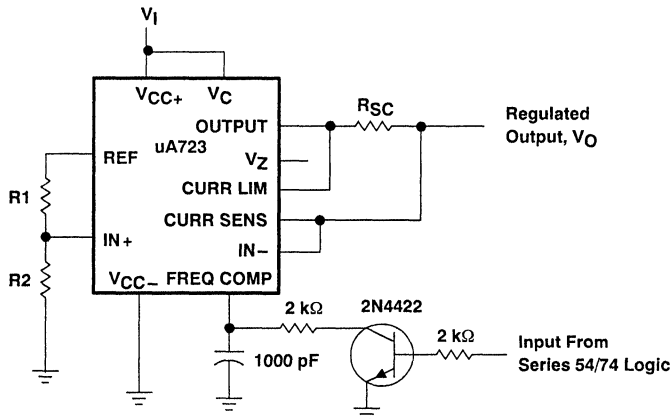 VI
VCC+ VC
OUTPUT
RSC
Regulated
Output, VO
uA723
REF
VZ
R1
CURR LIM
CURR SENS
IN+
IN−
R2
VCC− FREQ COMP
2 kΩ
2N4422
2 kΩ
1000 pF
Input From
Series 54/74 Logic